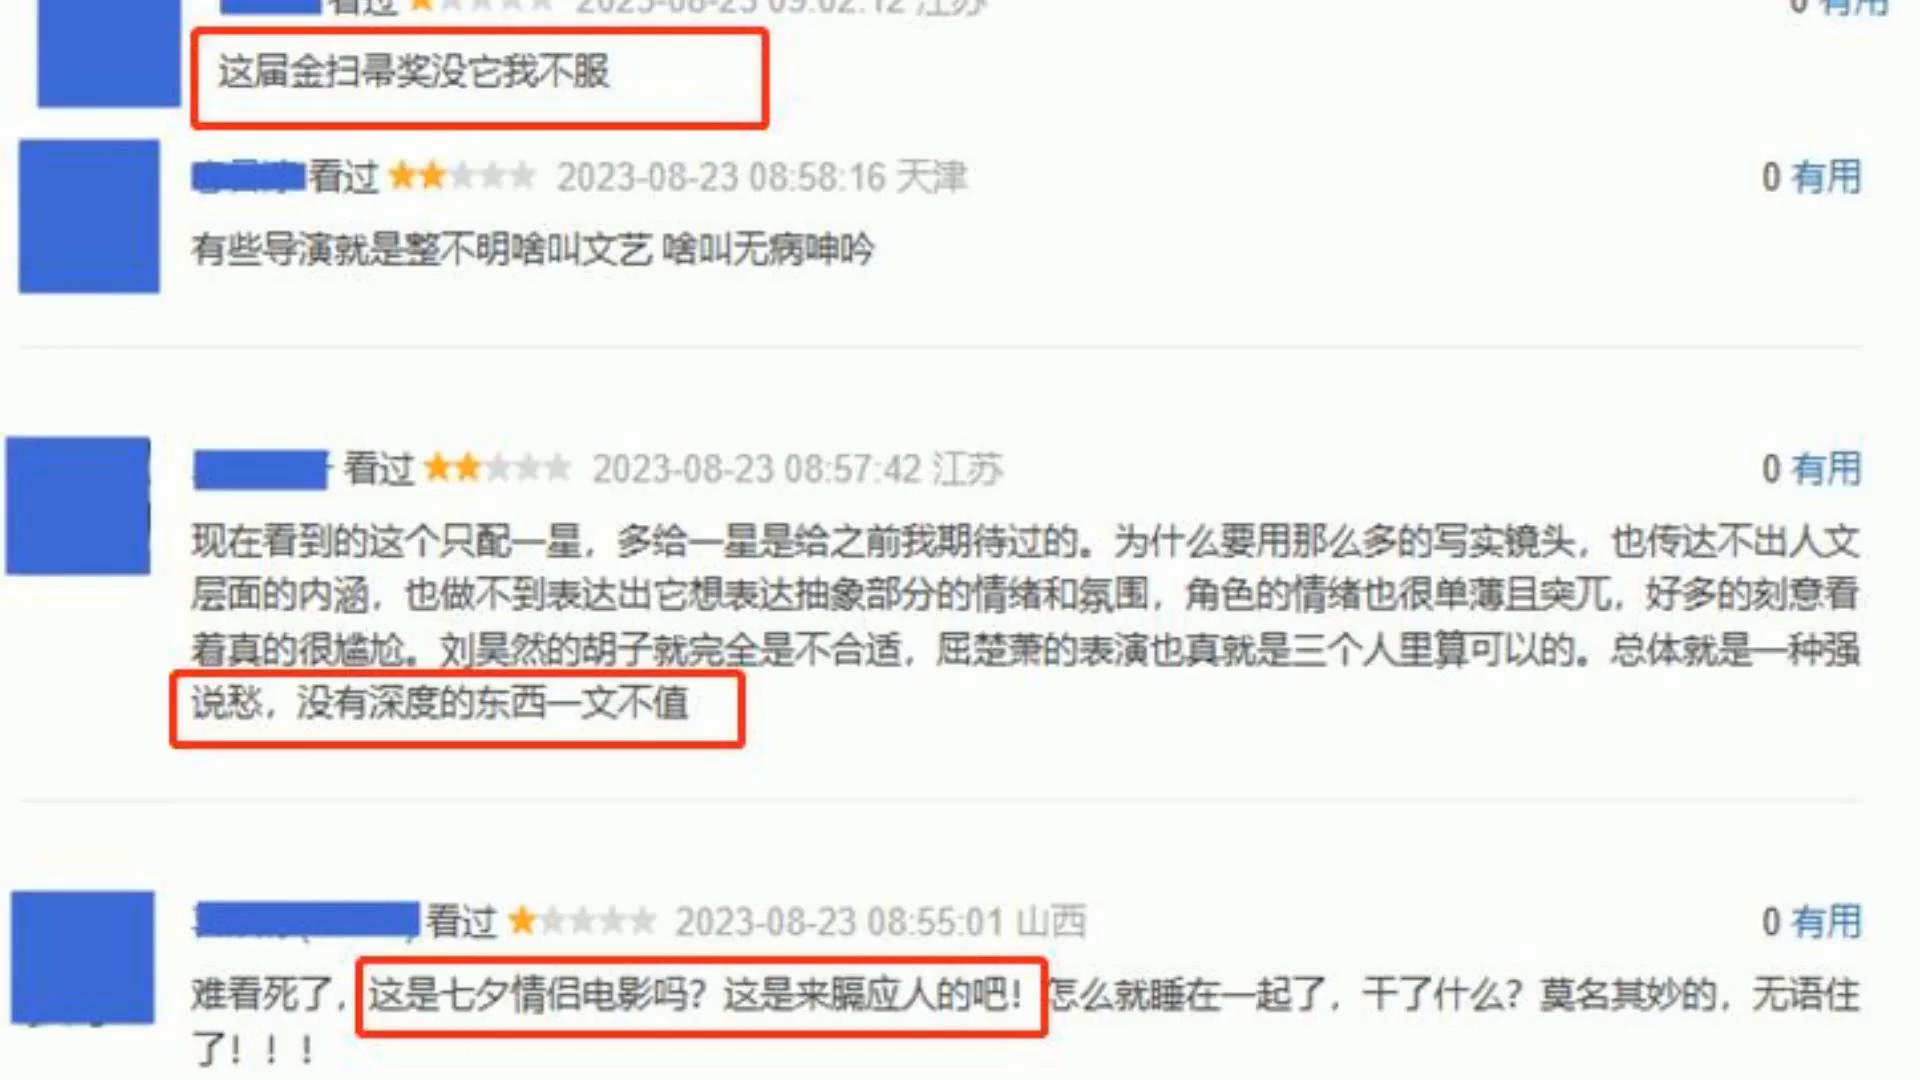 看过 2023-08-23 09:02:12 江苏 0 有用
这届金扫帚奖没它我不服
看过 2023-08-23 08:58:16 天津 0 有用
有些导演就是整不明啥叫文艺 啥叫无病呻吟
看过 2023-08-23 08:57:42 江苏 0 有用
现在看到的这个只配一星，多给一星是给之前我期待过的。为什么要用那么多的写实镜头，也传达不出人文
层面的内涵，也做不到表达出它想表达抽象部分的情绪和氛围，角色的情绪也很单薄且突兀，好多的刻意看
着真的很尴尬。刘昊然的胡子就完全是不合适，屈楚萧的表演也真就是三个人里算可以的。总体就是一种强
说愁，没有深度的东西一文不值
看过 2023-08-23 08:55:01 山西 0 有用
难看死了，这是七夕情侣电影吗？这是来膈应人的吧！怎么就睡在一起了，干了什么？莫名其妙的，无语住
了！！！